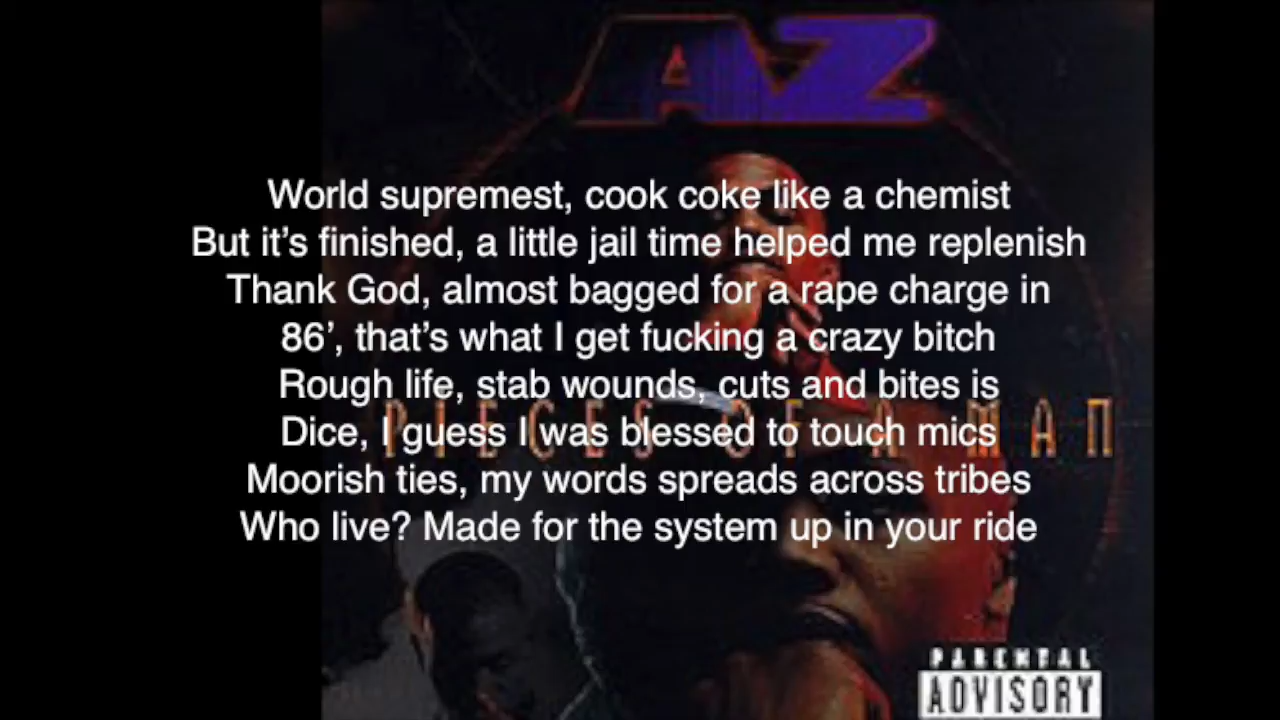 AZ
World supremest, cook coke like a chemist
But it's finished, a little jail time helped me replenish
Thank God, almost bagged for a rape charge in
86', that's what I get fucking a crazy bitch
Rough life, stab wounds, cuts and bites is
PIECES OF A MAN
Dice, I guess I was blessed to touch mics
Moorish ties, my words spreads across tribes
Who live? Made for the system up in your ride
PARENTAL
ADVISORY